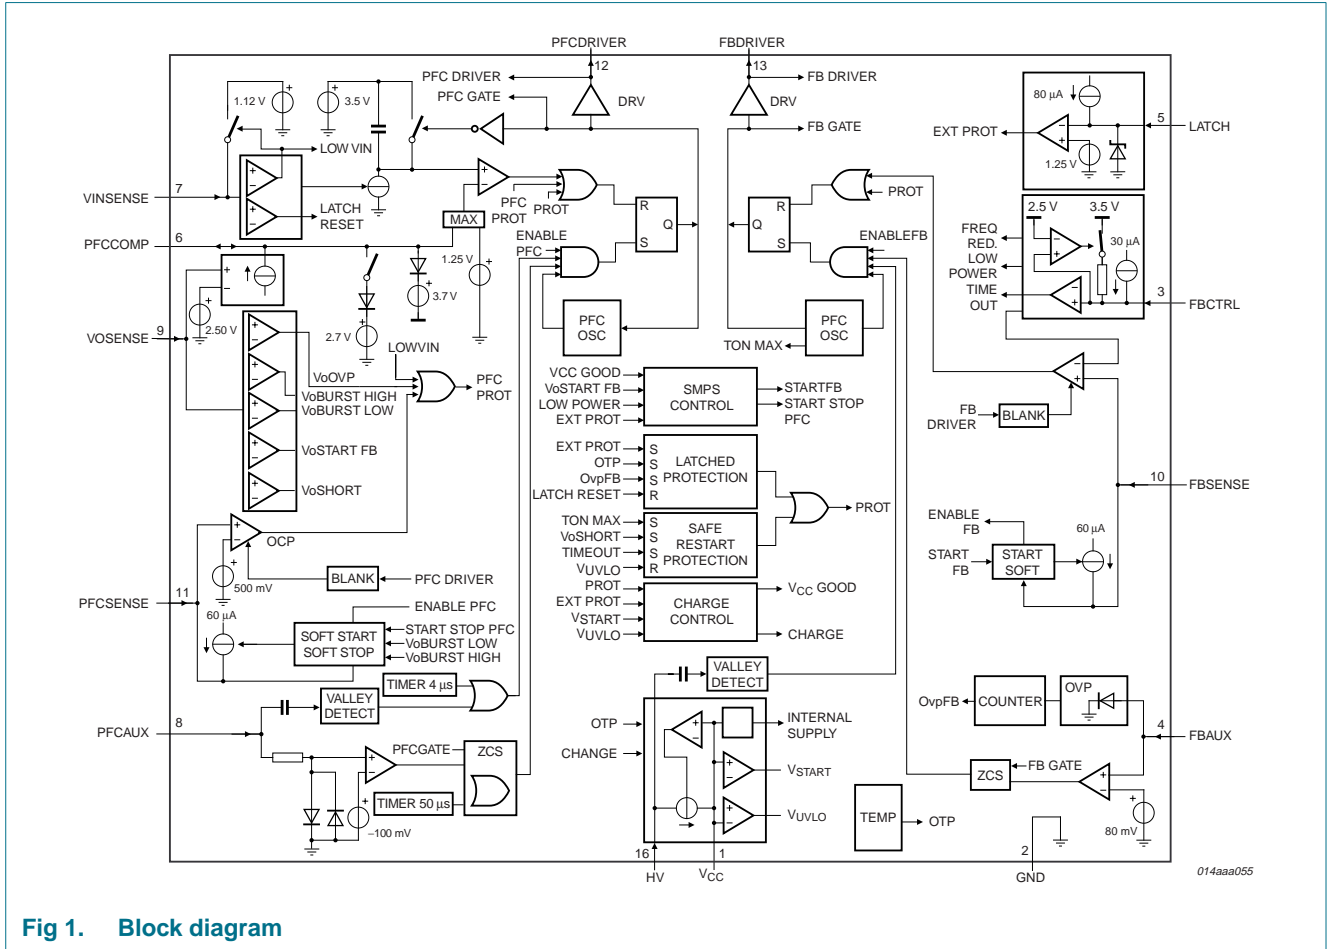 PFCDRIVER
FBDRIVER
12
13
PFC DRIVER
PFC GATE
DRV
FB DRIVER
DRV
FB GATE
1.12 V
3.5 V
LOW VIN
80 μA
5
LATCH
EXT PROT
1.25 V
7
VINSENSE
LATCH
RESET
PFC
PROT
PROT
R
Q
S
R
Q
S
PROT
6
PFCCOMP
MAX
1.25 V
ENABLE
PFC
ENABLEFB
2.5 V
3.5 V
FREQ
RED.
LOW
POWER
TIME
OUT
30 μA
3
FBCTRL
3.7 V
2.7 V
2.50 V
9
VOSENSE
PFC
OSC
PFC
OSC
TON MAX
LOWVIN
VoOVP
VoBURST HIGH
VoBURST LOW
VoSTART FB
VoSHORT
PFC
PROT
VCC GOOD
VoSTART FB
LOW POWER
EXT PROT
SMPS
CONTROL
STARTFB
START STOP
PFC
FB
DRIVER
BLANK
EXT PROT
OTP
OvpFB
LATCH RESET
S
S
S
R
LATCHED
PROTECTION
PROT
10
FBSENSE
OCP
500 mV
BLANK
PFC DRIVER
TON MAX
VoSHORT
TIMEOUT
VUVLO
S
S
S
R
SAFE
RESTART
PROTECTION
ENABLE
FB
START
FB
START
SOFT
60 μA
11
PFCSENSE
60 μA
ENABLE PFC
SOFT START
SOFT STOP
START STOP PFC
VoBURST LOW
VoBURST HIGH
PROT
EXT PROT
VSTART
VUVLO
CHARGE
CONTROL
VCC GOOD
CHARGE
TIMER 4 μs
VALLEY
DETECT
VALLEY
DETECT
8
PFCAUX
OTP
CHANGE
INTERNAL
SUPPLY
VSTART
VUVLO
OvpFB
COUNTER
OVP
4
FBAUX
PFCGATE
ZCS
TIMER 50 μs
–100 mV
FB GATE
ZCS
80 mV
TEMP
OTP
16
HV
1
VCC
2
GND
014aaa055
Fig 1. Block diagram